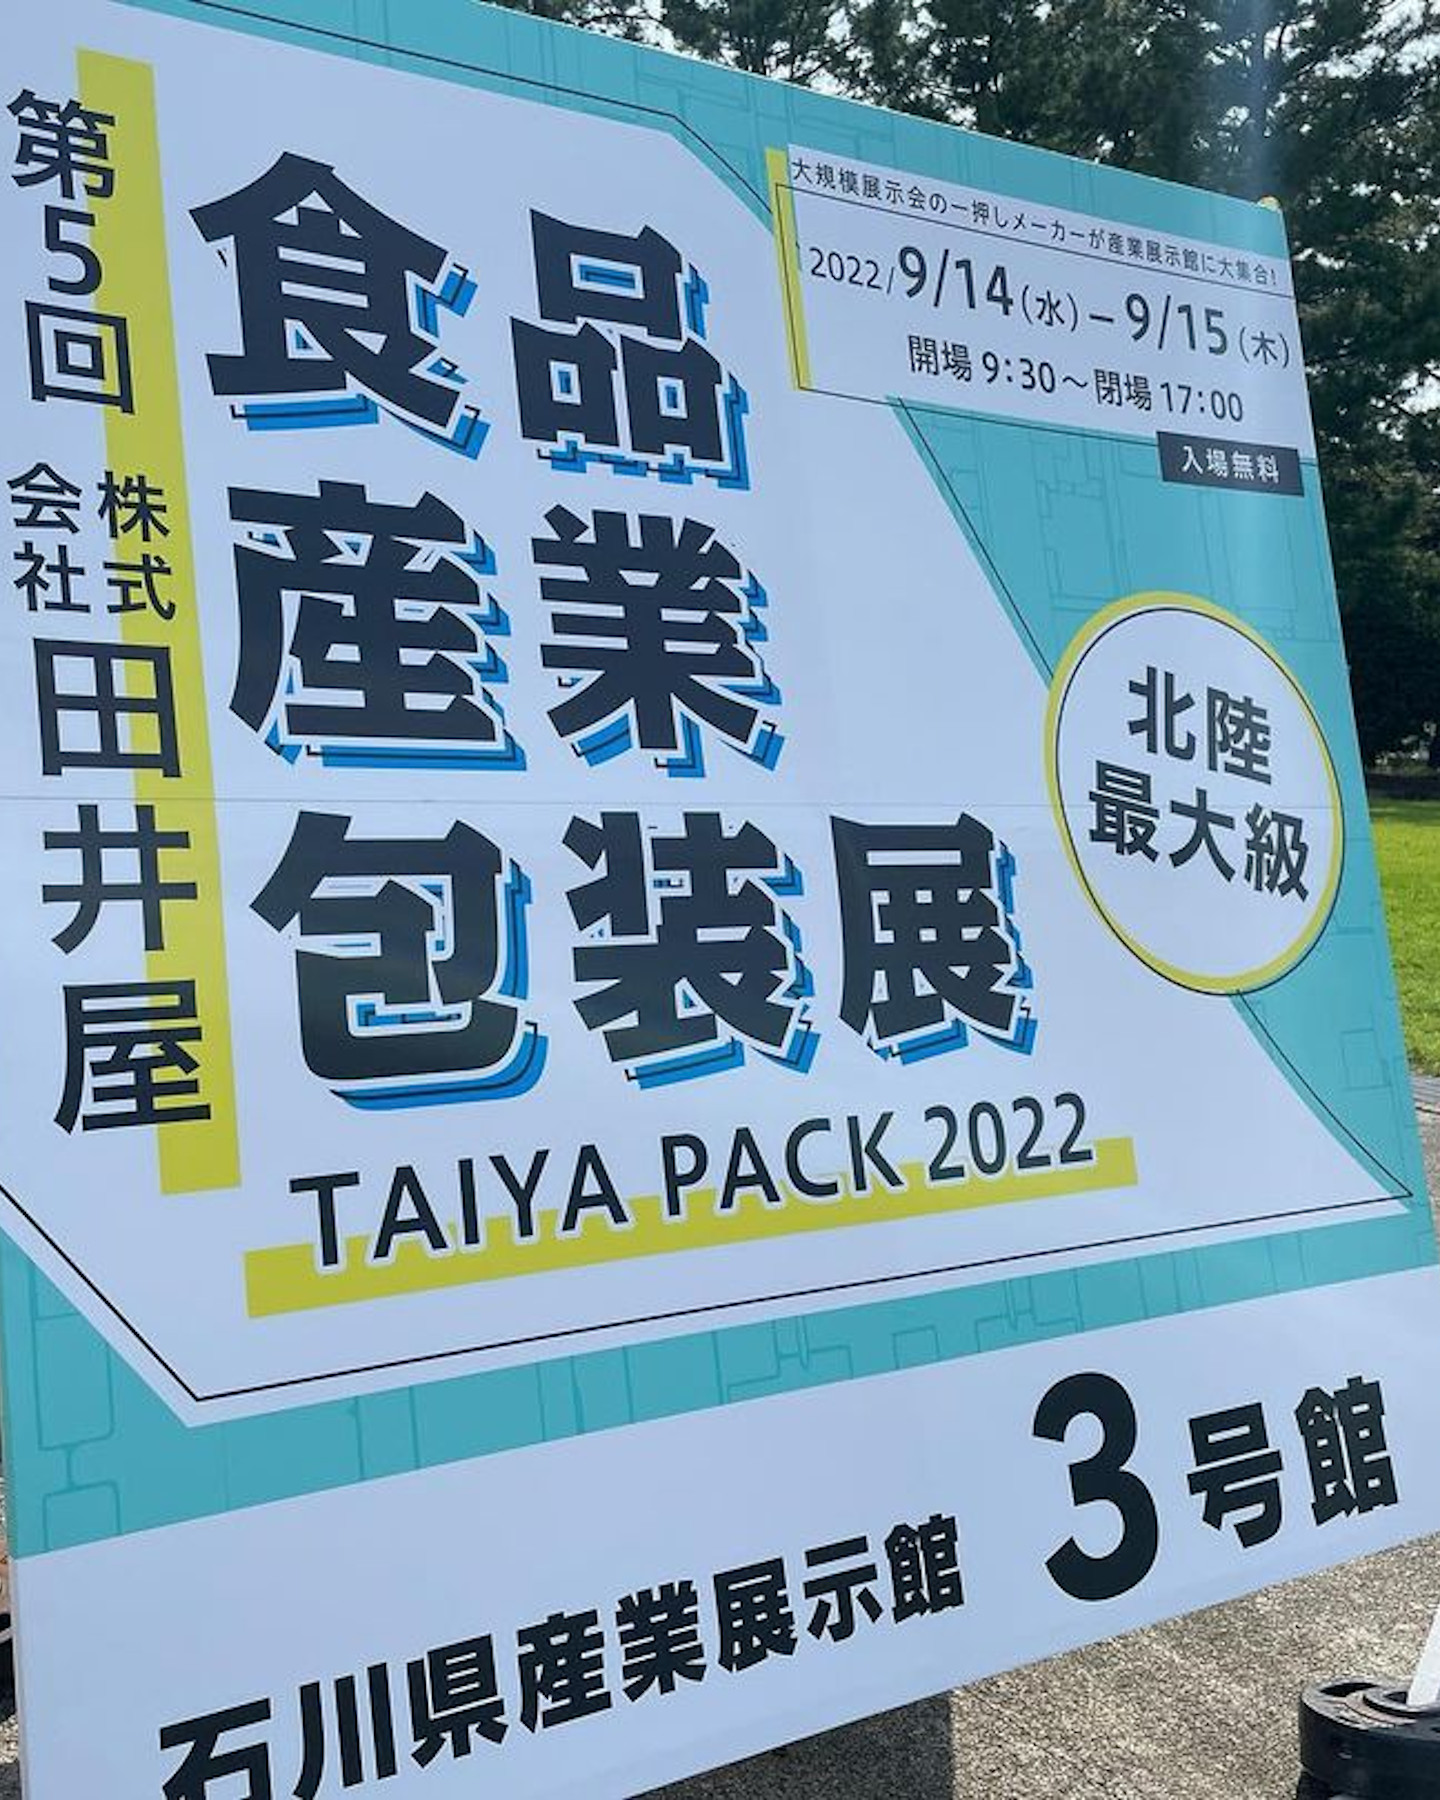 第5回
株式会社
田井屋
食品
産業
包装展
TAIYA PACK 2022
大規模展示会の一押しメーカーが産業展示館に大集合!
2022/9/14(水)–9/15(木)
開場 9:30～閉場 17:00
入場無料
北陸
最大級
石川県産業展示館 3号館